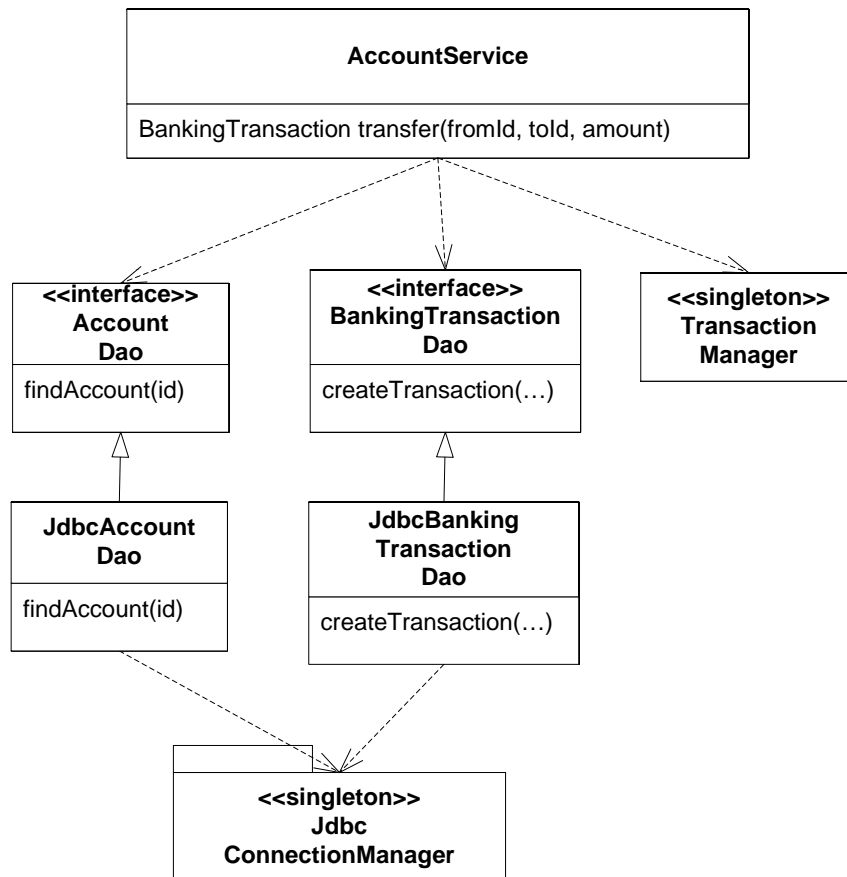 AccountService
BankingTransaction transfer(fromId, toId, amount)
<<interface>>
Account
Dao
findAccount(id)
<<interface>>
BankingTransaction
Dao
createTransaction(…)
<<singleton>>
Transaction
Manager
JdbcAccount
Dao
findAccount(id)
JdbcBanking
Transaction
Dao
createTransaction(…)
<<singleton>>
Jdbc
ConnectionManager